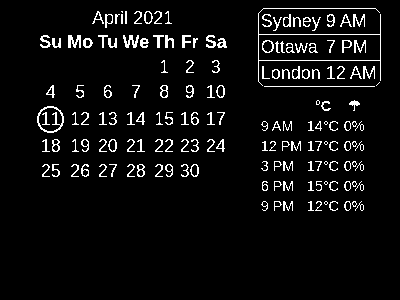 April 2021
Su Mo Tu We Th Fr Sa
1 2 3
4 5 6 7 8 9 10
11 12 13 14 15 16 17
18 19 20 21 22 23 24
25 26 27 28 29 30
Sydney 9 AM
Ottawa 7 PM
London 12 AM
°C
9 AM 14°C 0%
12 PM 17°C 0%
3 PM 17°C 0%
6 PM 15°C 0%
9 PM 12°C 0%